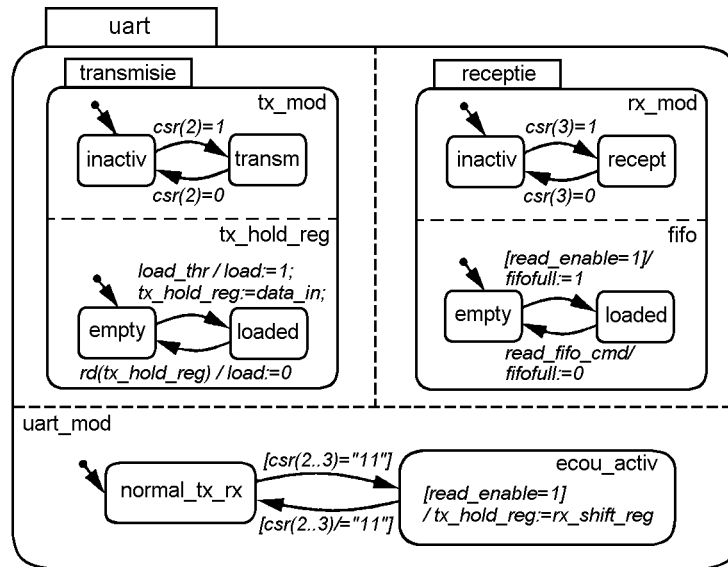 uart
transmisie
tx_mod
csr(2)=1
inactiv
transm
csr(2)=0
tx_hold_reg
load_thr / load:=1;
tx_hold_reg:=data_in;
empty
loaded
rd(tx_hold_reg) / load:=0
receptie
rx_mod
csr(3)=1
inactiv
recept
csr(3)=0
fifo
[read_enable=1]/
fifofull:=1
empty
loaded
read_fifo_cmd/
fifofull:=0
uart_mod
normal_tx_rx
[csr(2..3)="11"]
[csr(2..3)/="11"]
ecou_activ
[read_enable=1]
/ tx_hold_reg:=rx_shift_reg